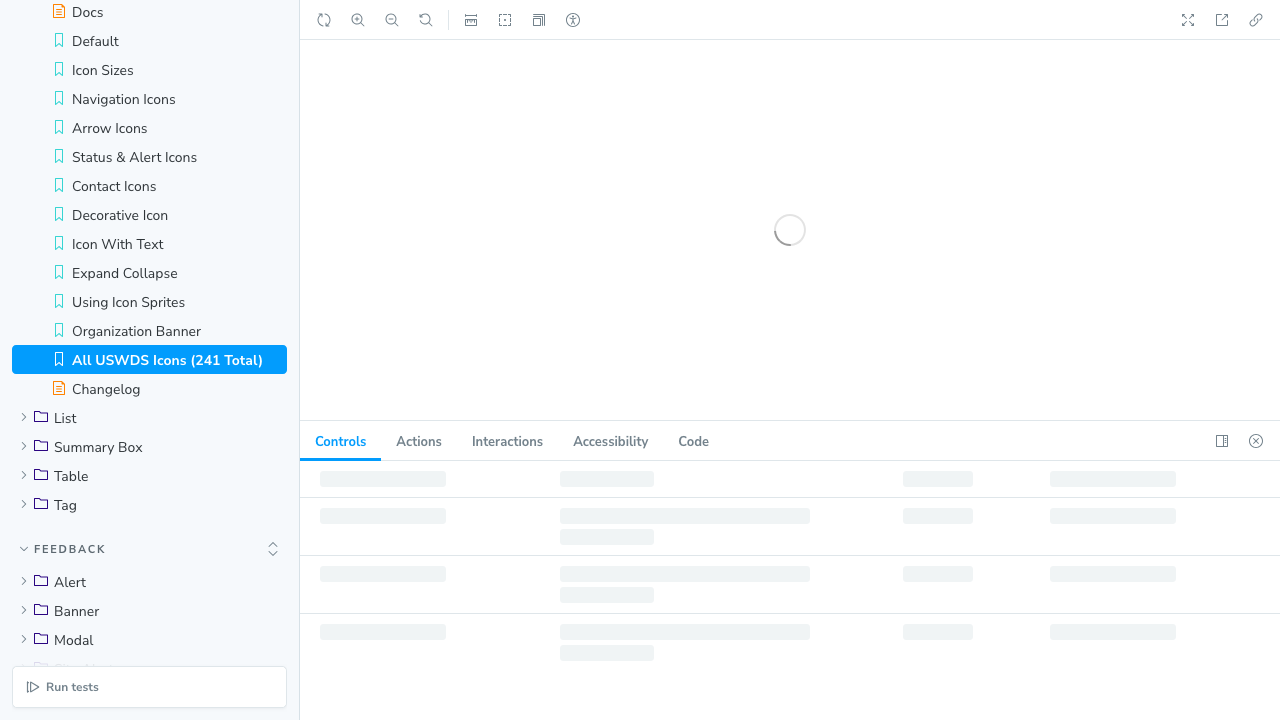 Docs
Default
Icon Sizes
Navigation Icons
Arrow Icons
Status & Alert Icons
Contact Icons
Decorative Icon
Icon With Text
Expand Collapse
Using Icon Sprites
Organization Banner
All USWDS Icons (241 Total)
Changelog
List
Summary Box
Table
Tag
FEEDBACK
Alert
Banner
Modal
Run tests
Controls
Actions
Interactions
Accessibility
Code